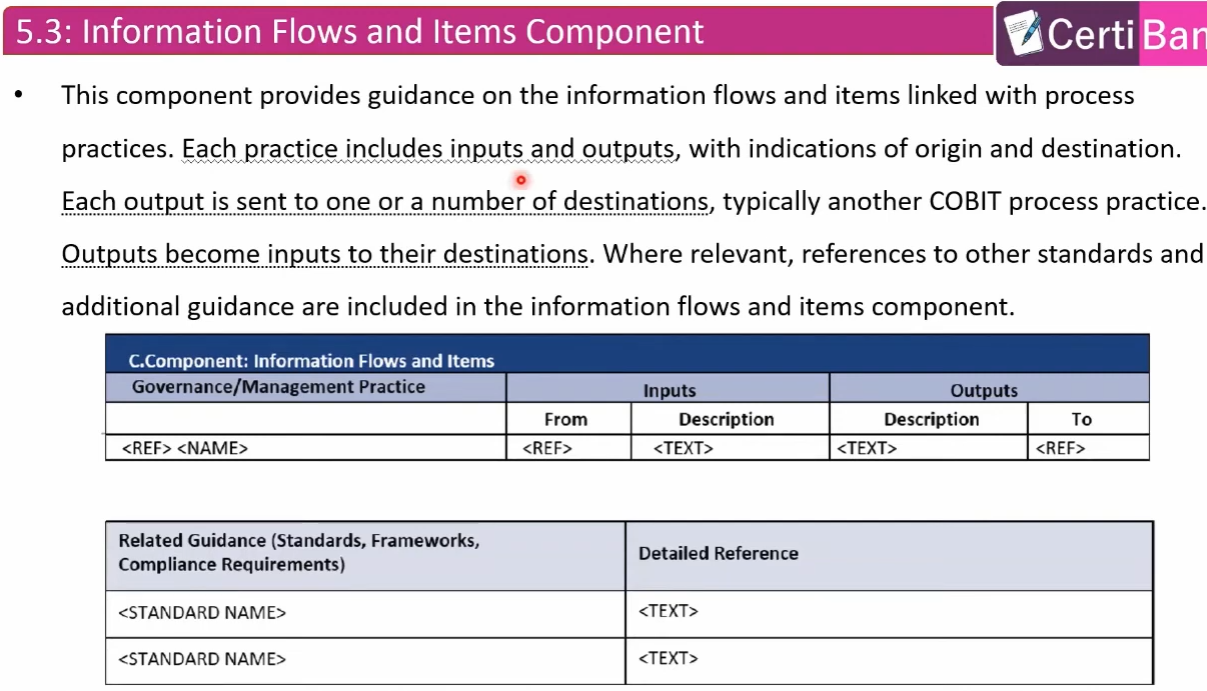 5.3: Information Flows and Items Component
Certi
• This component provides guidance on the information flows and items linked with process
practices. Each practice includes inputs and outputs, with indications of origin and destination.
Each output is sent to one or a number of destinations, typically another COBIT process practice.
Outputs become inputs to their destinations. Where relevant, references to other standards and
additional guidance are included in the information flows and items component.
C.Component: Information Flows and Items
Governance/Management Practice Inputs Outputs
From Description Description To
<REF> <NAME> <REF> <TEXT> <TEXT> <REF>
Related Guidance (Standards, Frameworks,
Compliance Requirements) Detailed Reference
<STANDARD NAME> <TEXT>
<STANDARD NAME> <TEXT>